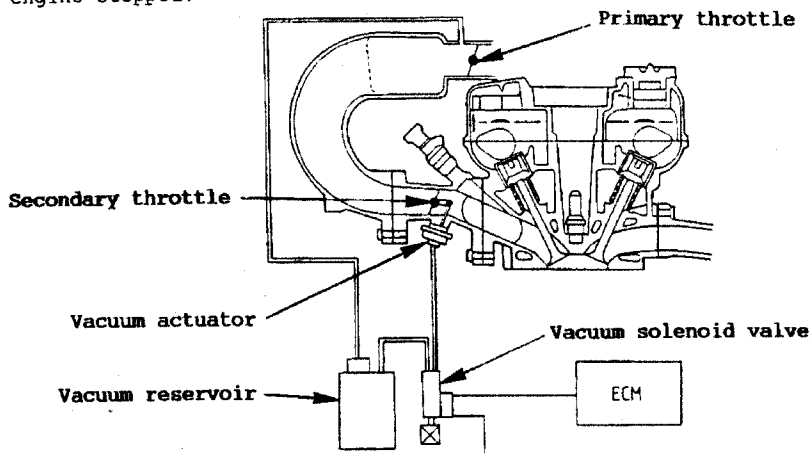 engine stopped.
Primary throttle
Secondary throttle
Vacuum actuator
Vacuum solenoid valve
Vacuum reservoir
ECM